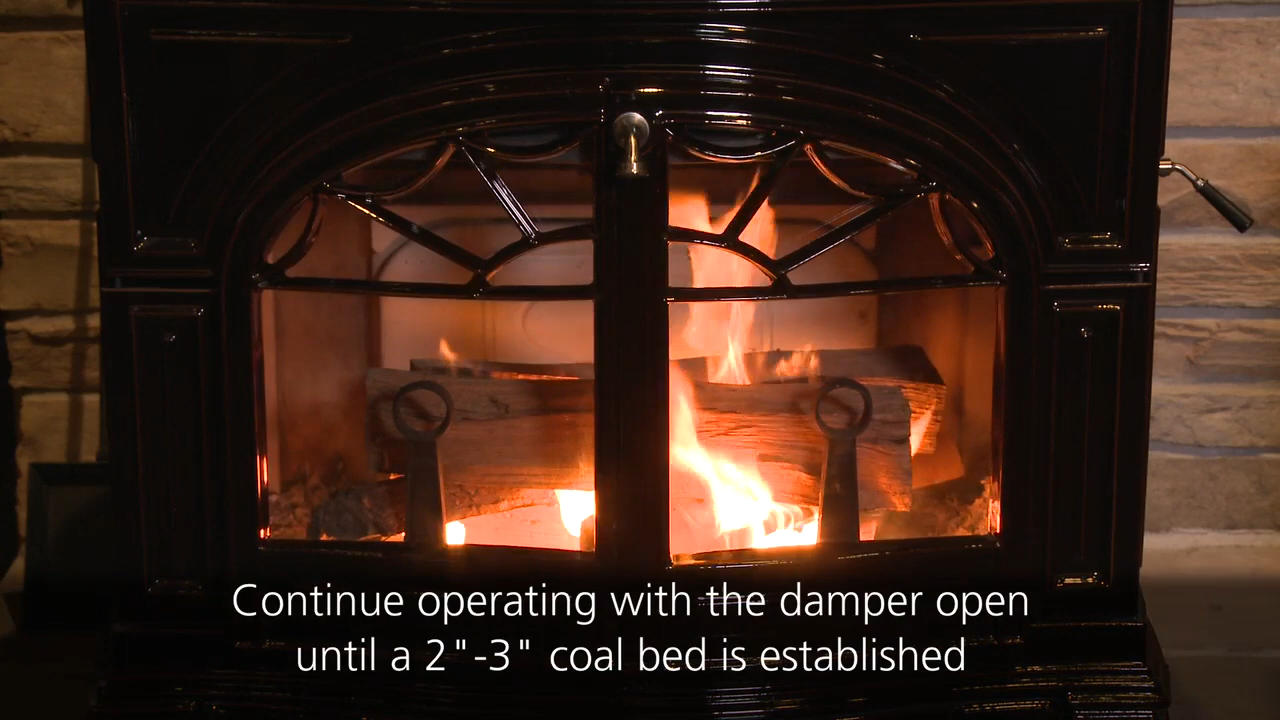 Continue operating with the damper open
until a 2"-3" coal bed is established